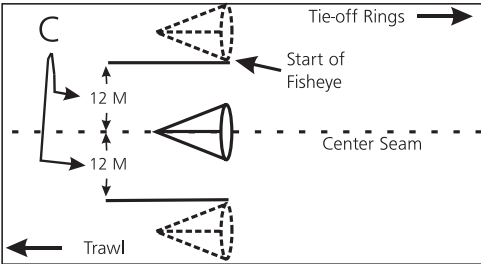 Tie-off Rings
C
Start of
Fisheye
12 M
Center Seam
12 M
Trawl